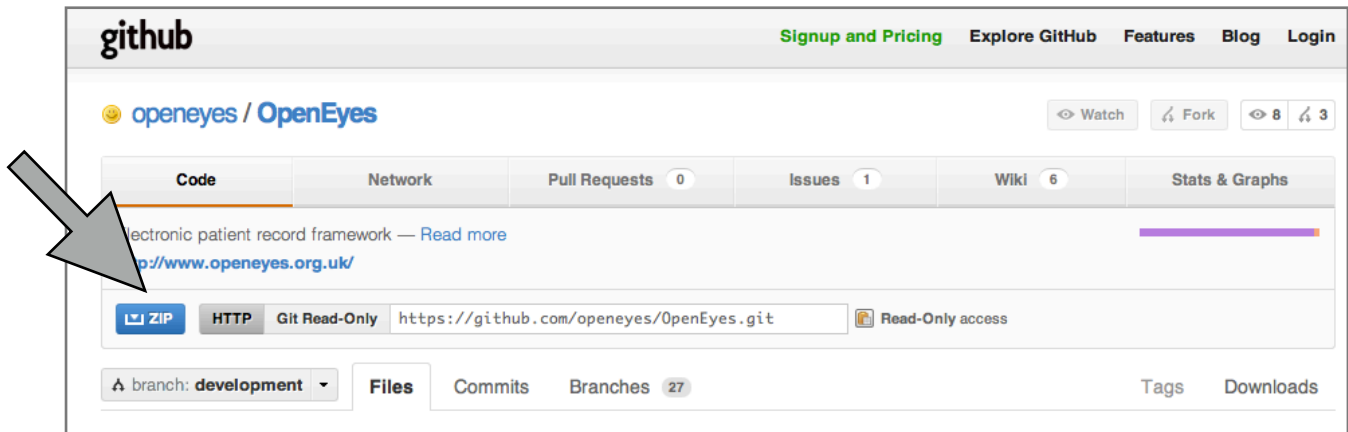 github Signup and Pricing Explore GitHub Features Blog Login
openeyes / OpenEyes Watch Fork 8 3
Code Network Pull Requests 0 Issues 1 Wiki 6 Stats & Graphs
lectronic patient record framework — Read more
p://www.openeyes.org.uk/
ZIP HTTP Git Read-Only https://github.com/openeyes/OpenEyes.git Read-Only access
branch: development Files Commits Branches 27 Tags Downloads